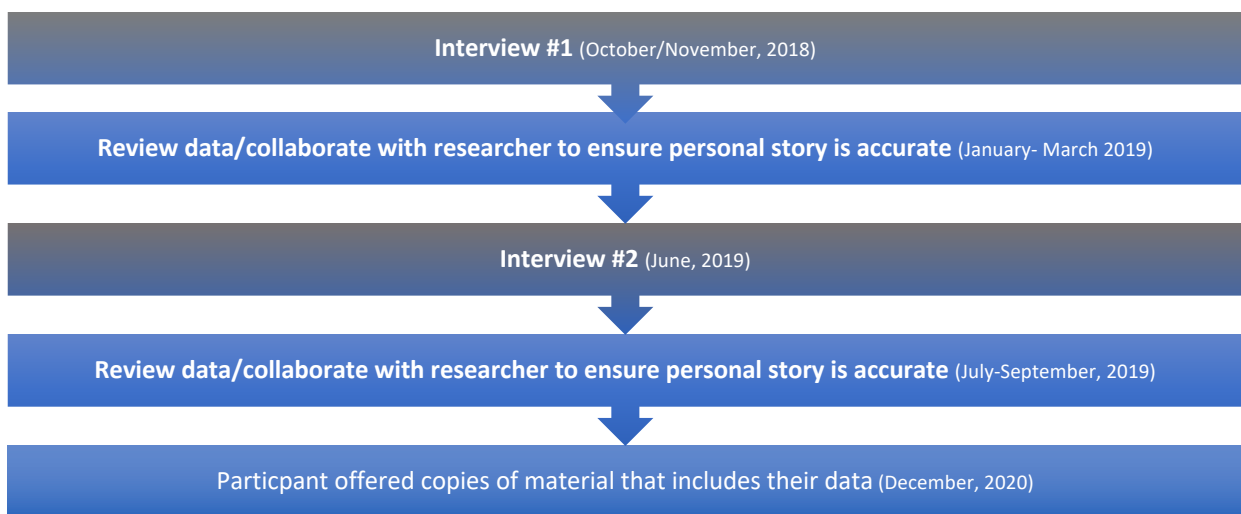 Interview #1 (October/November, 2018)
Review data/collaborate with researcher to ensure personal story is accurate (January- March 2019)
Interview #2 (June, 2019)
Review data/collaborate with researcher to ensure personal story is accurate (July-September, 2019)
Particpant offered copies of material that includes their data (December, 2020)